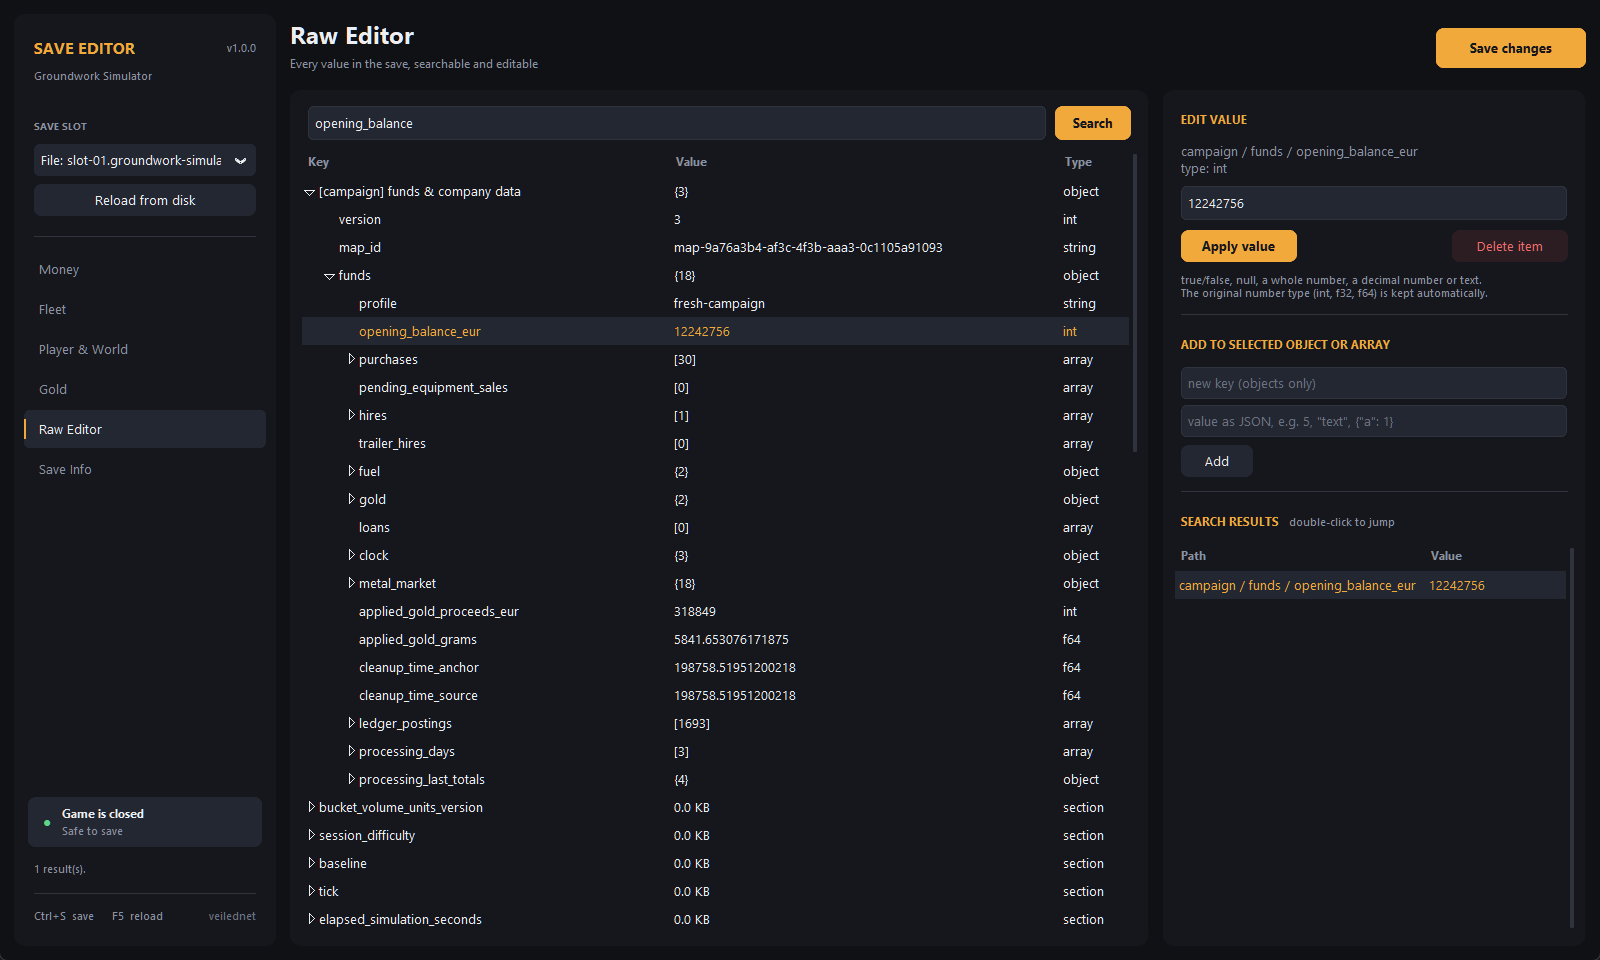 SAVE EDITOR v1.0.0
Groundwork Simulator
SAVE SLOT
File: slot-01.groundwork-simula
Reload from disk
Money
Fleet
Player & World
Gold
Raw Editor
Save Info
Game is closed
Safe to save
1 result(s).
Ctrl+S save F5 reload veilednet
Raw Editor
Every value in the save, searchable and editable
Save changes
opening_balance
Search
Key Value Type
[campaign] funds & company data {3} object
version 3 int
map_id map-9a76a3b4-af3c-4f3b-aaa3-0c1105a91093 string
funds {18} object
profile fresh-campaign string
opening_balance_eur 12242756 int
purchases [30] array
pending_equipment_sales [0] array
hires [1] array
trailer_hires [0] array
fuel {2} object
gold {2} object
loans [0] array
clock {3} object
metal_market {18} object
applied_gold_proceeds_eur 318849 int
applied_gold_grams 5841.653076171875 f64
cleanup_time_anchor 198758.51951200218 f64
cleanup_time_source 198758.51951200218 f64
ledger_postings [1693] array
processing_days [3] array
processing_last_totals {4} object
bucket_volume_units_version 0.0 KB section
session_difficulty 0.0 KB section
baseline 0.0 KB section
tick 0.0 KB section
elapsed_simulation_seconds 0.0 KB section
EDIT VALUE
campaign / funds / opening_balance_eur
type: int
12242756
Apply value Delete item
true/false, null, a whole number, a decimal number or text.
The original number type (int, f32, f64) is kept automatically.
ADD TO SELECTED OBJECT OR ARRAY
new key (objects only)
value as JSON, e.g. 5, "text", {"a": 1}
Add
SEARCH RESULTS double-click to jump
Path Value
campaign / funds / opening_balance_eur 12242756